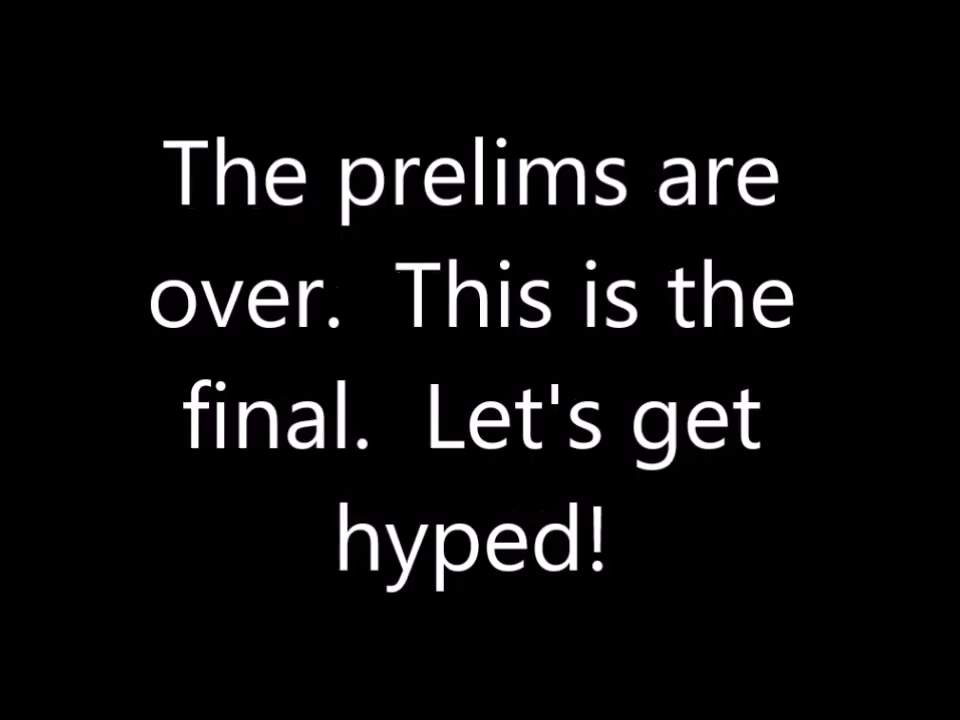 The prelims are
over.  This is the
final.  Let's get
hyped!